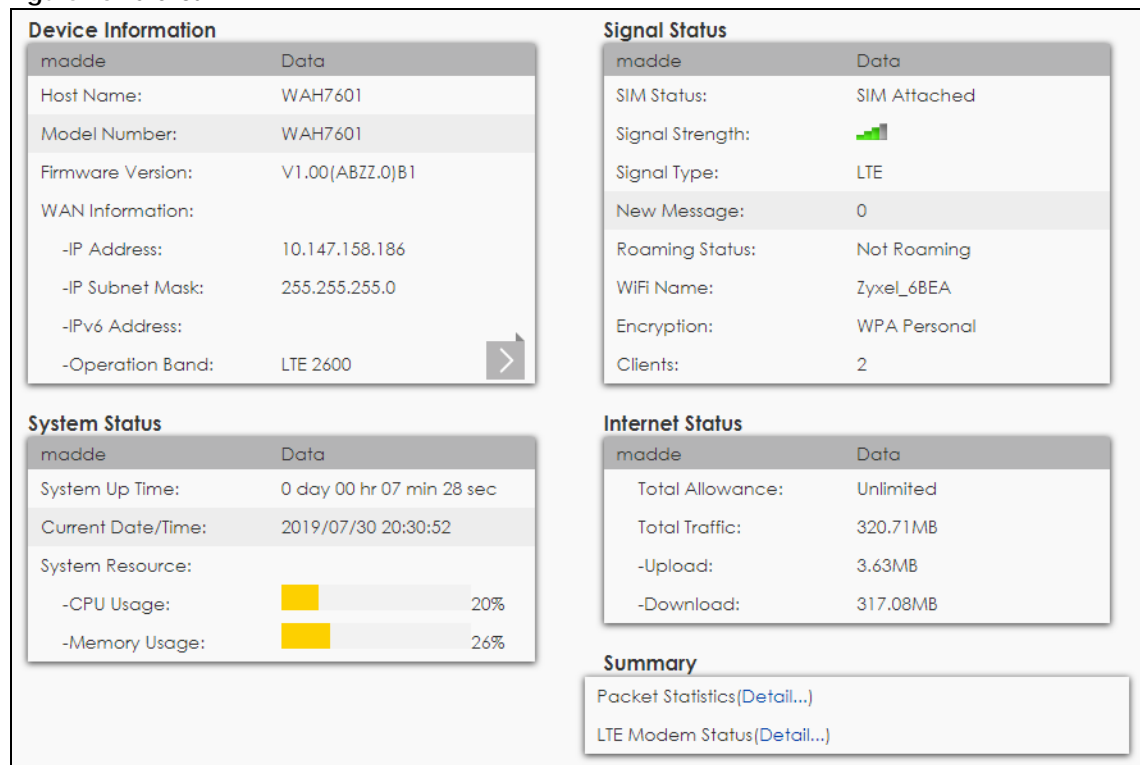 Device Information
madde Data
Host Name: WAH7601
Model Number: WAH7601
Firmware Version: V1.00(ABZZ.0)B1
WAN Information:
-IP Address: 10.147.158.186
-IP Subnet Mask: 255.255.255.0
-IPv6 Address:
-Operation Band: LTE 2600
System Status
madde Data
System Up Time: 0 day 00 hr 07 min 28 sec
Current Date/Time: 2019/07/30 20:30:52
System Resource:
-CPU Usage: 20%
-Memory Usage: 26%
Signal Status
madde Data
SIM Status: SIM Attached
Signal Strength:
Signal Type: LTE
New Message: 0
Roaming Status: Not Roaming
WiFi Name: Zyxel_6BEA
Encryption: WPA Personal
Clients: 2
Internet Status
madde Data
Total Allowance: Unlimited
Total Traffic: 320.71MB
-Upload: 3.63MB
-Download: 317.08MB
Summary
Packet Statistics(Detail...)
LTE Modem Status(Detail...)